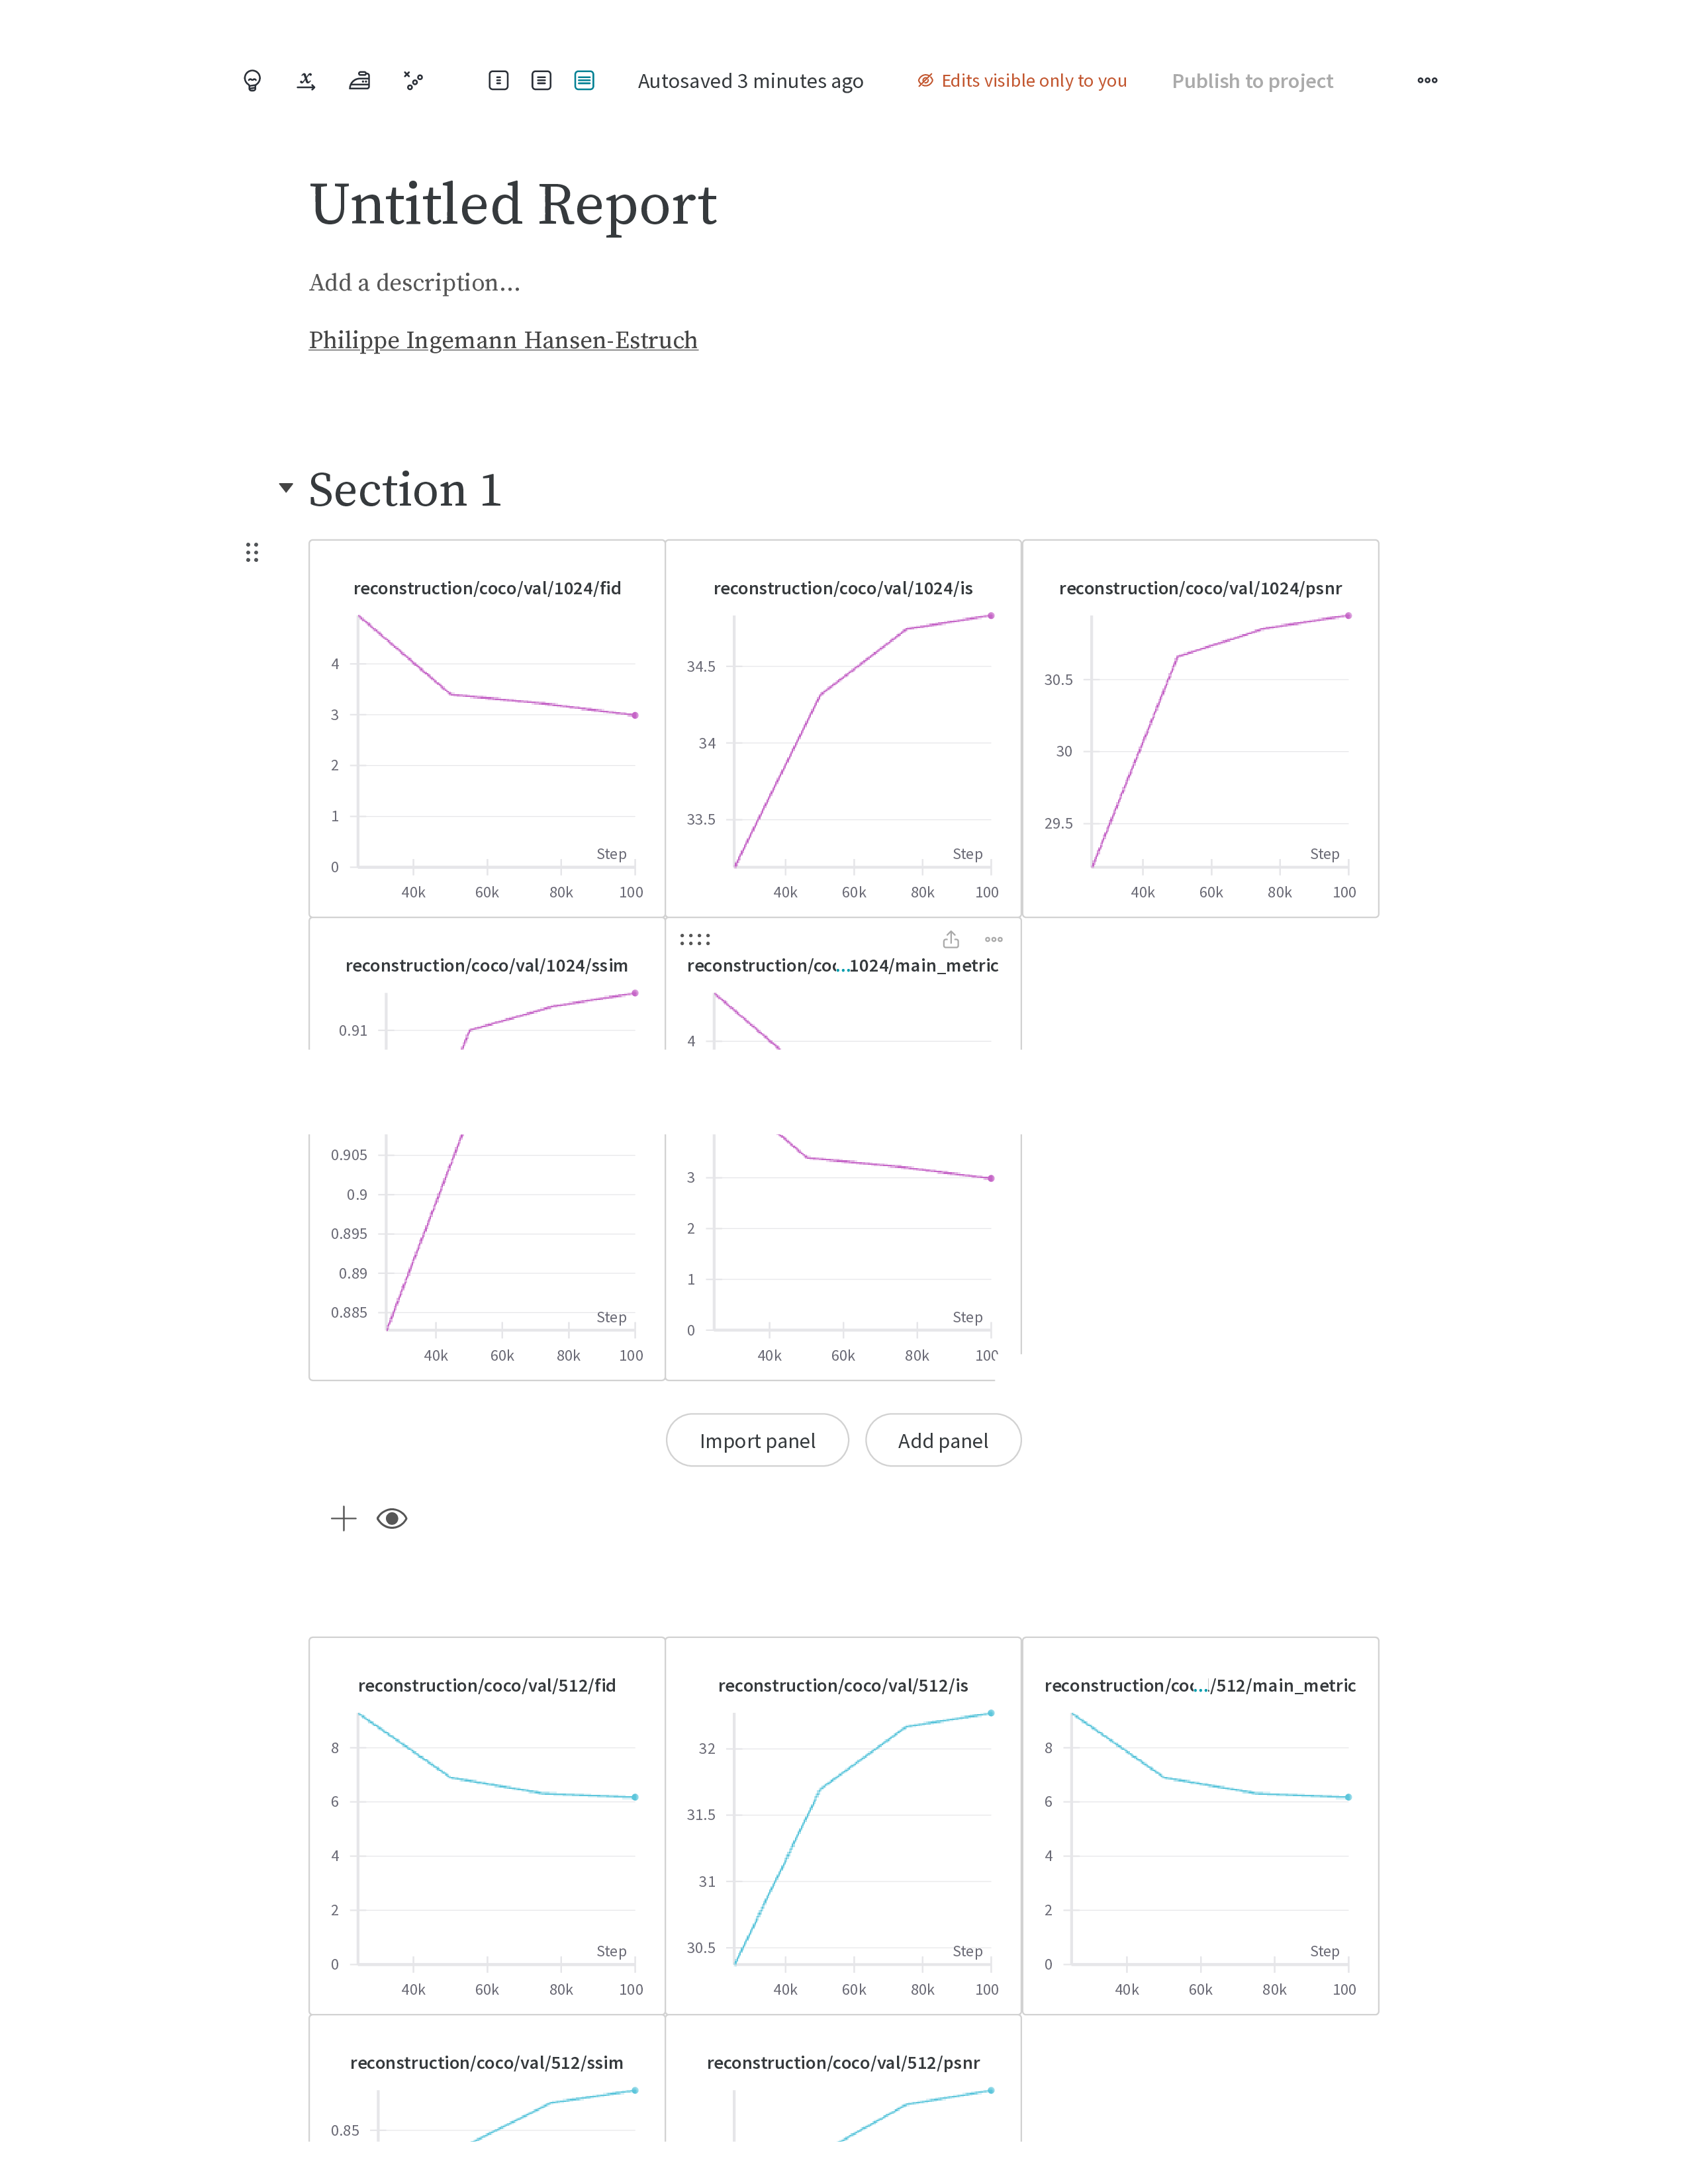 Autosaved 3 minutes ago Edits visible only to you Publish to project
Untitled Report
Add a description...
Philippe Ingemann Hansen-Estruch
Section 1
reconstruction/coco/val/1024/fid
4
3
2
1
0
Step
40k 60k 80k 100
reconstruction/coco/val/1024/is
34.5
34
33.5
Step
40k 60k 80k 100
reconstruction/coco/val/1024/psnr
30.5
30
29.5
Step
40k 60k 80k 100
reconstruction/coco/val/1024/ssim
0.91
0.905
0.9
0.895
0.89
0.885
Step
40k 60k 80k 100
reconstruction/coc...1024/main_metric
4
3
2
1
0
Step
40k 60k 80k 100
Import panel Add panel
reconstruction/coco/val/512/fid
8
6
4
2
0
Step
40k 60k 80k 100
reconstruction/coco/val/512/is
32
31.5
31
30.5
Step
40k 60k 80k 100
reconstruction/coc.../512/main_metric
8
6
4
2
0
Step
40k 60k 80k 100
reconstruction/coco/val/512/ssim
0.85
reconstruction/coco/val/512/psnr